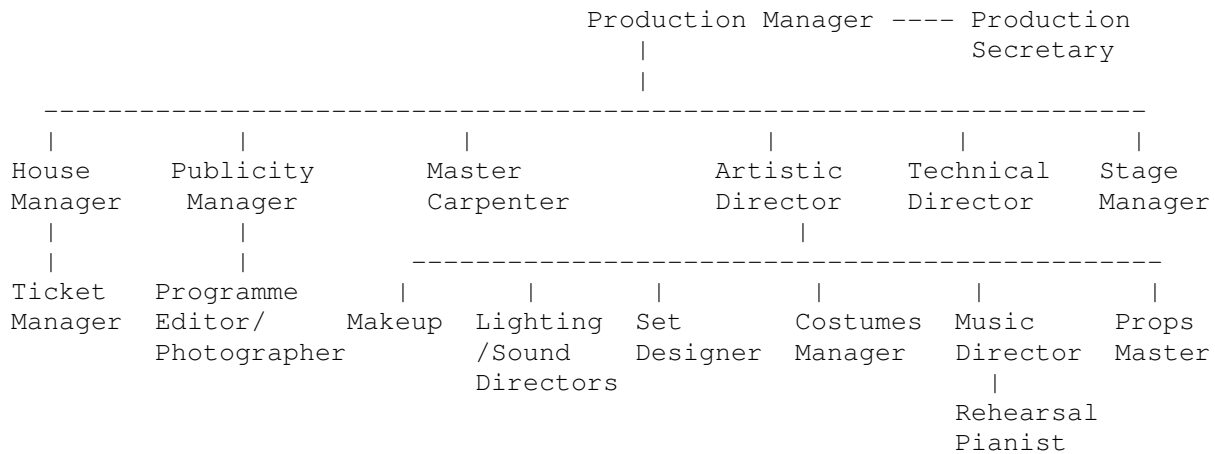 Production Manager ---- Production
| Secretary
|
---------------------------------------------------------------------
| | | | | |
House Publicity Master Artistic Technical Stage
Manager Manager Carpenter Director Director Manager
| | |
| | -----------------------------------------------
Ticket Programme | | | | | |
Manager Editor/ Makeup Lighting Set Costumes Music Props
Photographer /Sound Designer Manager Director Master
Directors |
Rehearsal
Pianist